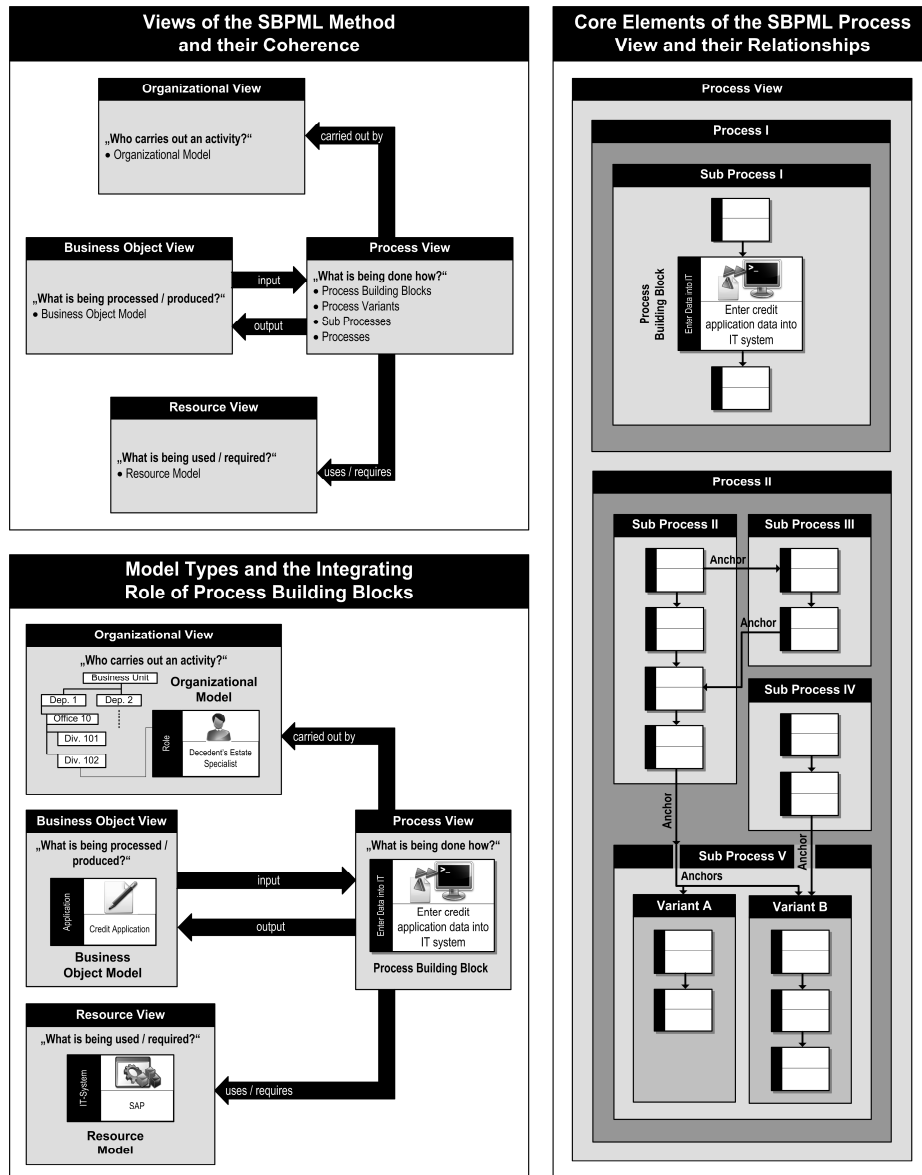 Views of the SBPML Method
and their Coherence
Organizational View
„Who carries out an activity?“
• Organizational Model
carried out by
Business Object View
„What is being processed / produced?“
• Business Object Model
input
output
Process View
„What is being done how?“
• Process Building Blocks
• Process Variants
• Sub Processes
• Processes
Resource View
„What is being used / required?“
• Resource Model
uses / requires
Model Types and the Integrating
Role of Process Building Blocks
Organizational View
„Who carries out an activity?“
Business Unit
Dep. 1
Dep. 2
Office 10
Div. 101
Div. 102
Organizational
Model
Role
Decedent's Estate
Specialist
carried out by
Business Object View
„What is being processed /
produced?“
Application
Credit Application
Business
Object Model
input
output
Process View
„What is being done how?“
Enter Data into IT
>_
Enter credit
application data into
IT system
Process Building Block
Resource View
„What is being used / required?“
IT-System
SAP
Resource
Model
uses / requires
Core Elements of the SBPML Process
View and their Relationships
Process View
Process I
Sub Process I
Process
Building Block
Enter Data into IT
>_
Enter credit
application data into
IT system
Process II
Sub Process II
Sub Process III
Anchor
Anchor
Sub Process IV
Anchor
Anchor
Sub Process V
Anchors
Variant A
Variant B